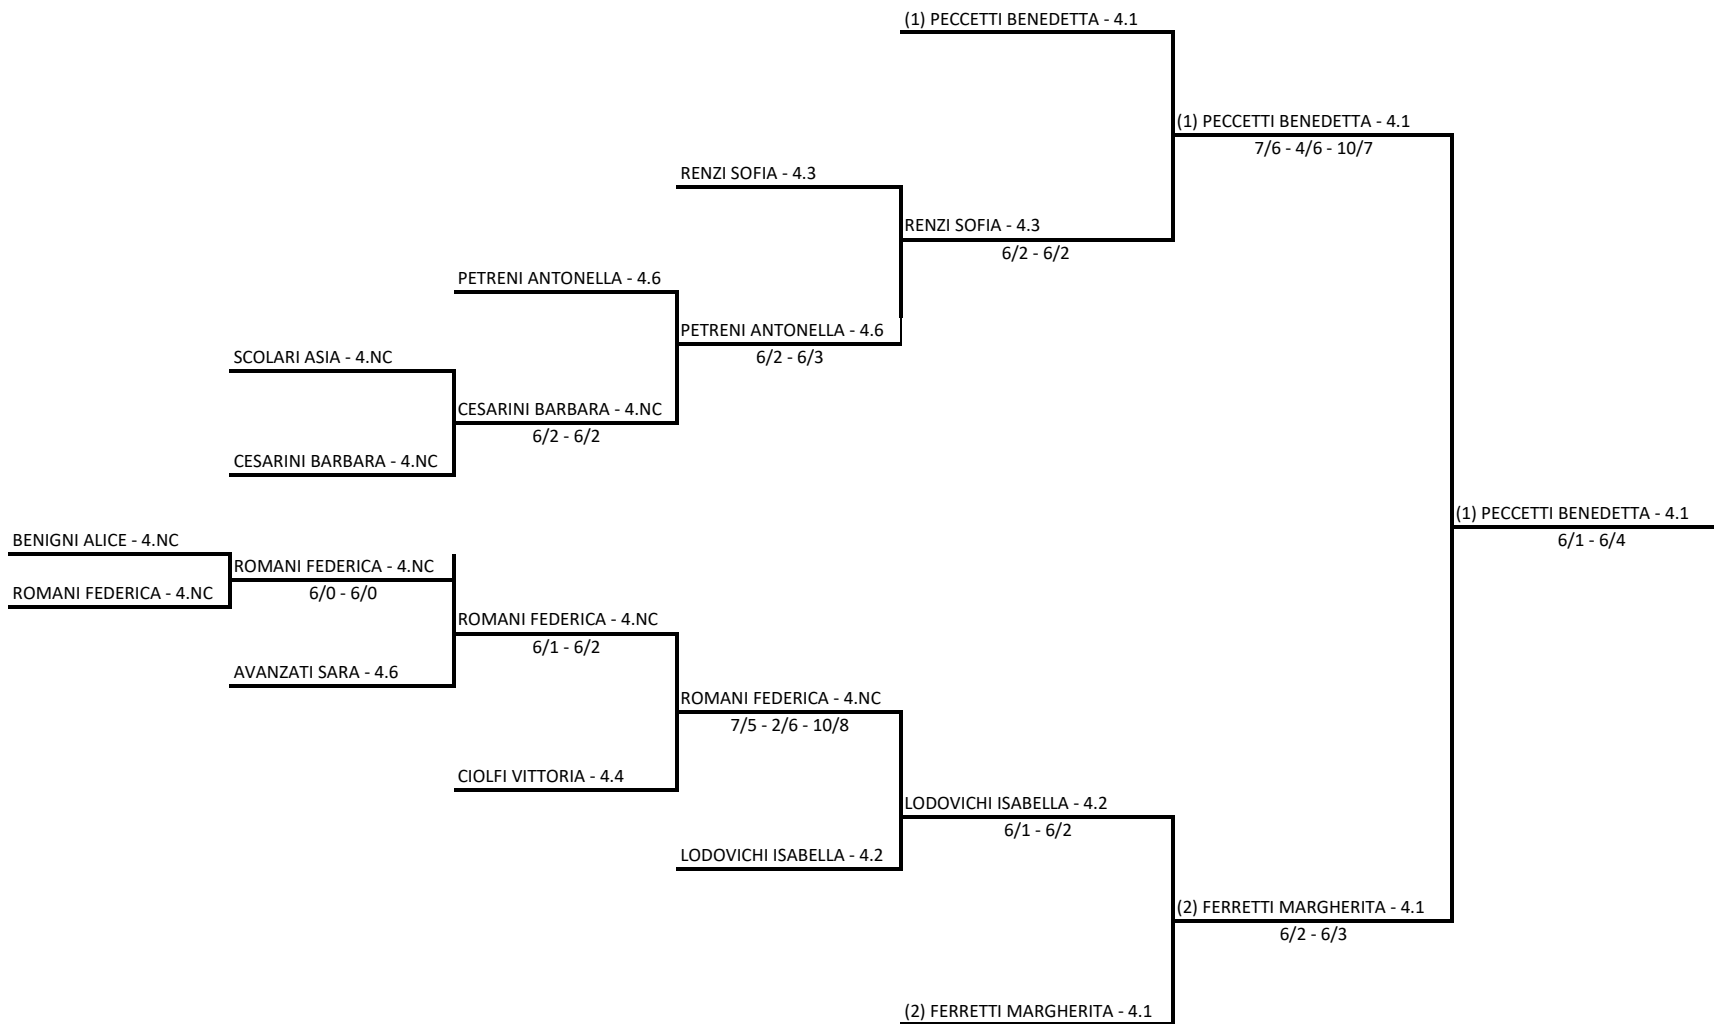 (1) PECCETTI BENEDETTA - 4.1
(1) PECCETTI BENEDETTA - 4.1
7/6 - 4/6 - 10/7
RENZI SOFIA - 4.3
RENZI SOFIA - 4.3
6/2 - 6/2
PETRENI ANTONELLA - 4.6
PETRENI ANTONELLA - 4.6
6/2 - 6/3
SCOLARI ASIA - 4.NC
CESARINI BARBARA - 4.NC
6/2 - 6/2
CESARINI BARBARA - 4.NC
(1) PECCETTI BENEDETTA - 4.1
6/1 - 6/4
BENIGNI ALICE - 4.NC
ROMANI FEDERICA - 4.NC
6/0 - 6/0
ROMANI FEDERICA - 4.NC
ROMANI FEDERICA - 4.NC
6/1 - 6/2
AVANZATI SARA - 4.6
ROMANI FEDERICA - 4.NC
7/5 - 2/6 - 10/8
CIOLFI VITTORIA - 4.4
LODOVICHI ISABELLA - 4.2
6/1 - 6/2
LODOVICHI ISABELLA - 4.2
(2) FERRETTI MARGHERITA - 4.1
6/2 - 6/3
(2) FERRETTI MARGHERITA - 4.1